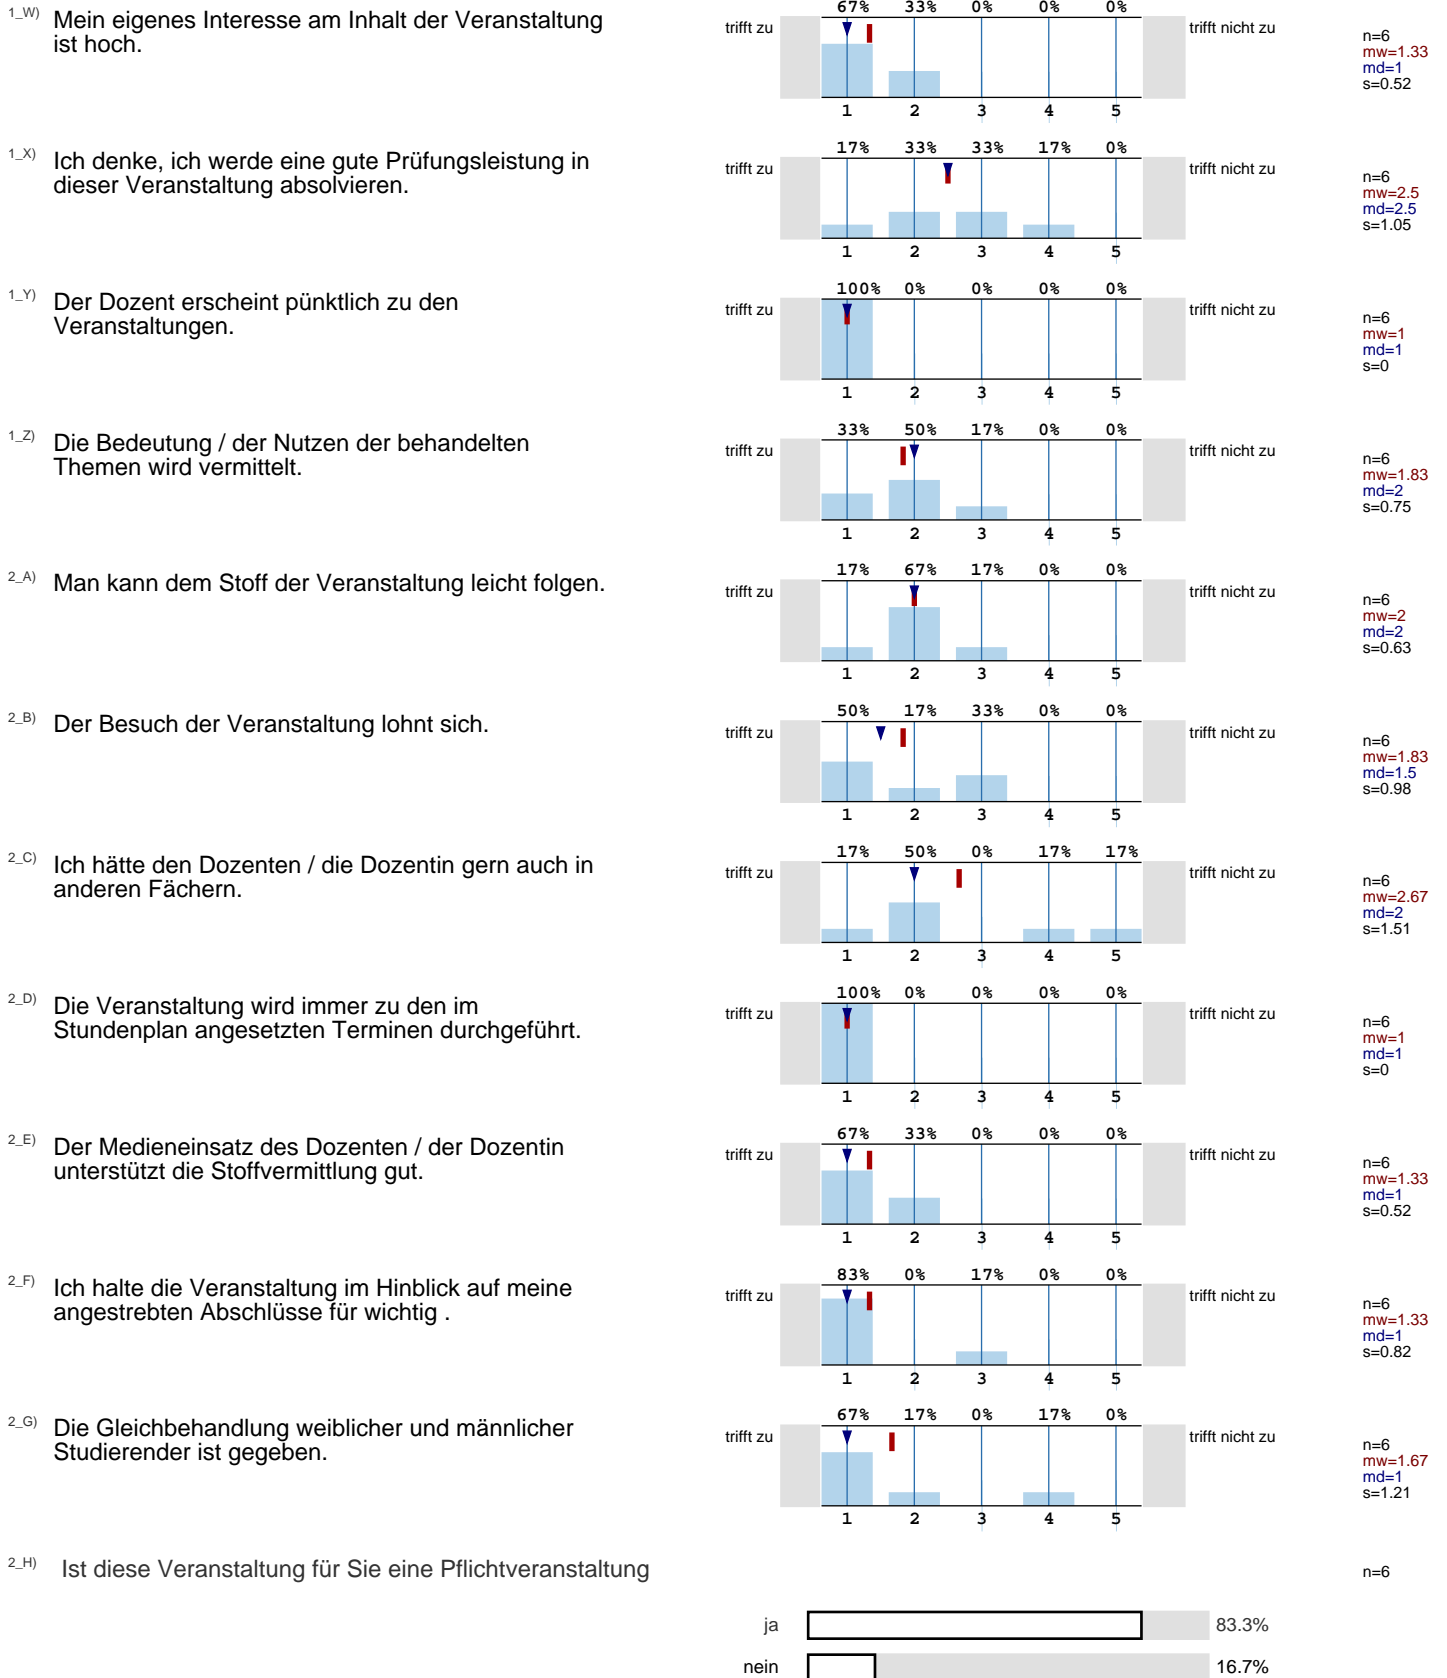 1_W) Mein eigenes Interesse am Inhalt der Veranstaltung
ist hoch.
67% 33% 0% 0% 0%
trifft zu trifft nicht zu
1 2 3 4 5
n=6
mw=1.33
md=1
s=0.52
1_X) Ich denke, ich werde eine gute Prüfungsleistung in
dieser Veranstaltung absolvieren.
17% 33% 33% 17% 0%
trifft zu trifft nicht zu
1 2 3 4 5
n=6
mw=2.5
md=2.5
s=1.05
1_Y) Der Dozent erscheint pünktlich zu den
Veranstaltungen.
100% 0% 0% 0% 0%
trifft zu trifft nicht zu
1 2 3 4 5
n=6
mw=1
md=1
s=0
1_Z) Die Bedeutung / der Nutzen der behandelten
Themen wird vermittelt.
33% 50% 17% 0% 0%
trifft zu trifft nicht zu
1 2 3 4 5
n=6
mw=1.83
md=2
s=0.75
2_A) Man kann dem Stoff der Veranstaltung leicht folgen.
17% 67% 17% 0% 0%
trifft zu trifft nicht zu
1 2 3 4 5
n=6
mw=2
md=2
s=0.63
2_B) Der Besuch der Veranstaltung lohnt sich.
50% 17% 33% 0% 0%
trifft zu trifft nicht zu
1 2 3 4 5
n=6
mw=1.83
md=1.5
s=0.98
2_C) Ich hätte den Dozenten / die Dozentin gern auch in
anderen Fächern.
17% 50% 0% 17% 17%
trifft zu trifft nicht zu
1 2 3 4 5
n=6
mw=2.67
md=2
s=1.51
2_D) Die Veranstaltung wird immer zu den im
Stundenplan angesetzten Terminen durchgeführt.
100% 0% 0% 0% 0%
trifft zu trifft nicht zu
1 2 3 4 5
n=6
mw=1
md=1
s=0
2_E) Der Medieneinsatz des Dozenten / der Dozentin
unterstützt die Stoffvermittlung gut.
67% 33% 0% 0% 0%
trifft zu trifft nicht zu
1 2 3 4 5
n=6
mw=1.33
md=1
s=0.52
2_F) Ich halte die Veranstaltung im Hinblick auf meine
angestrebten Abschlüsse für wichtig .
83% 0% 17% 0% 0%
trifft zu trifft nicht zu
1 2 3 4 5
n=6
mw=1.33
md=1
s=0.82
2_G) Die Gleichbehandlung weiblicher und männlicher
Studierender ist gegeben.
67% 17% 0% 17% 0%
trifft zu trifft nicht zu
1 2 3 4 5
n=6
mw=1.67
md=1
s=1.21
2_H) Ist diese Veranstaltung für Sie eine Pflichtveranstaltung
n=6
ja 83.3%
nein 16.7%